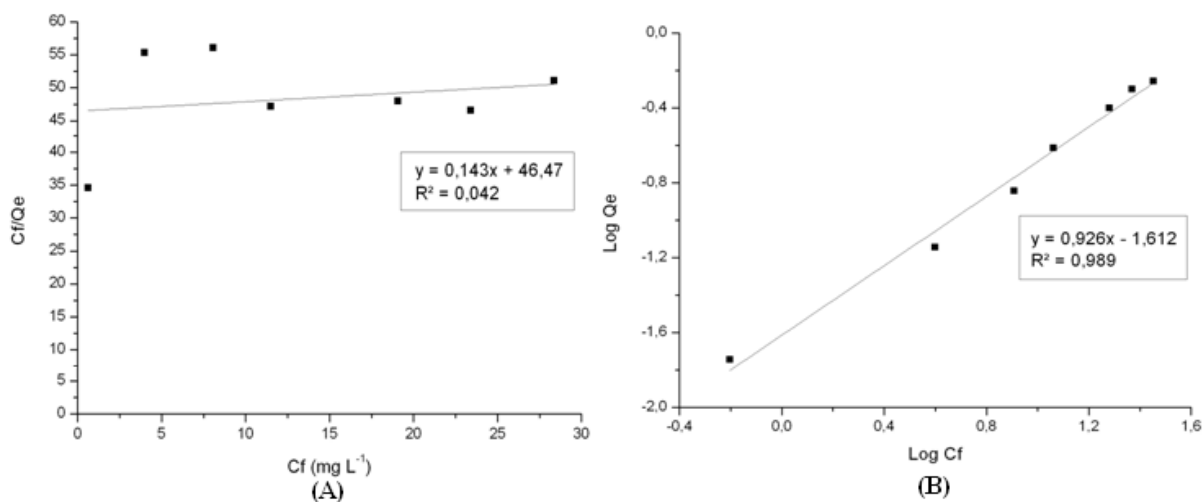 60
55
50
45
40
35
30
25
20
15
10
5
0
Cf/Qe
y = 0,143x + 46,47
R² = 0,042
0 5 10 15 20 25 30
Cf (mg L⁻¹)
(A)
0,0
-0,4
-0,8
-1,2
-1,6
-2,0
Log Qe
y = 0,926x - 1,612
R² = 0,989
-0,4 0,0 0,4 0,8 1,2 1,6
Log Cf
(B)